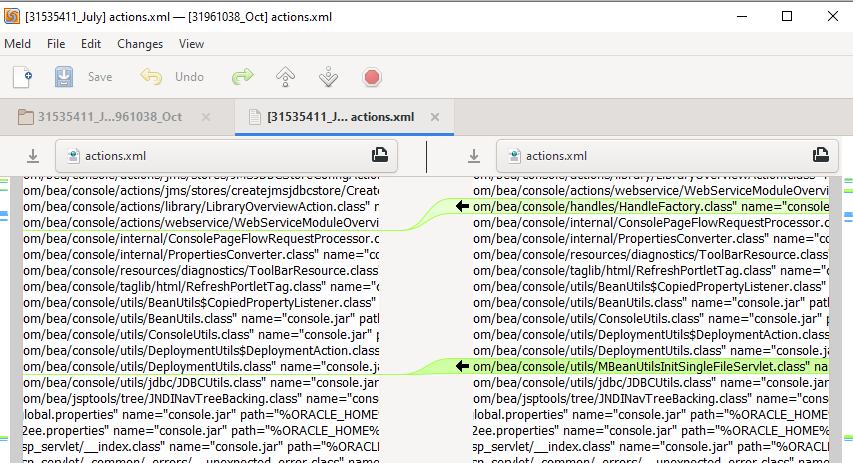 [31535411_July] actions.xml — [31961038_Oct] actions.xml
Meld File Edit Changes View
Save Undo
31535411_J...961038_Oct
[31535411_J... actions.xml
actions.xml
actions.xml
om/bea/console/actions/jms/stores/createjmsjdbcstore/Create
om/bea/console/actions/library/LibraryOverviewAction.class" n
om/bea/console/actions/webservice/WebServiceModuleOvervi
om/bea/console/internal/ConsolePageFlowRequestProcessor.c
om/bea/console/internal/PropertiesConverter.class" name="co
om/bea/console/resources/diagnostics/ToolBarResource.class
om/bea/console/taglib/html/RefreshPortletTag.class" name="c
om/bea/console/utils/BeanUtils$CopiedPropertyListener.class"
om/bea/console/utils/BeanUtils.class" name="console.jar" pat
om/bea/console/utils/ConsoleUtils.class" name="console.jar"
om/bea/console/utils/DeploymentUtils$DeploymentAction.class
om/bea/console/utils/DeploymentUtils.class" name="console.ja
om/bea/console/utils/jdbc/JDBCUtils.class" name="console.jar
om/bea/jsptools/tree/JNDINavTreeBacking.class" name="cons
global.properties" name="console.jar" path="%ORACLE_HOME%
2ee.properties" name="console.jar" path="%ORACLE_HOME%
sp_servlet/__index.class" name="console.jar" path="%ORACLE
om/bea/console/actions/webservice/WebServiceModuleOvervi
om/bea/console/handles/HandleFactory.class" name="console
om/bea/console/internal/ConsolePageFlowRequestProcessor.c
om/bea/console/internal/PropertiesConverter.class" name="co
om/bea/console/resources/diagnostics/ToolBarResource.class
om/bea/console/taglib/html/RefreshPortletTag.class" name="c
om/bea/console/utils/BeanUtils$CopiedPropertyListener.class"
om/bea/console/utils/BeanUtils.class" name="console.jar" pat
om/bea/console/utils/ConsoleUtils.class" name="console.jar"
om/bea/console/utils/DeploymentUtils$DeploymentAction.class
om/bea/console/utils/DeploymentUtils.class" name="console.ja
om/bea/console/utils/MBeanUtilsInitSingleFileServlet.class" na
om/bea/console/utils/jdbc/JDBCUtils.class" name="console.jar
om/bea/jsptools/tree/JNDINavTreeBacking.class" name="cons
global.properties" name="console.jar" path="%ORACLE_HOME
2ee.properties" name="console.jar" path="%ORACLE_HOME%
sp_servlet/__index.class" name="console.jar" path="%ORACLE